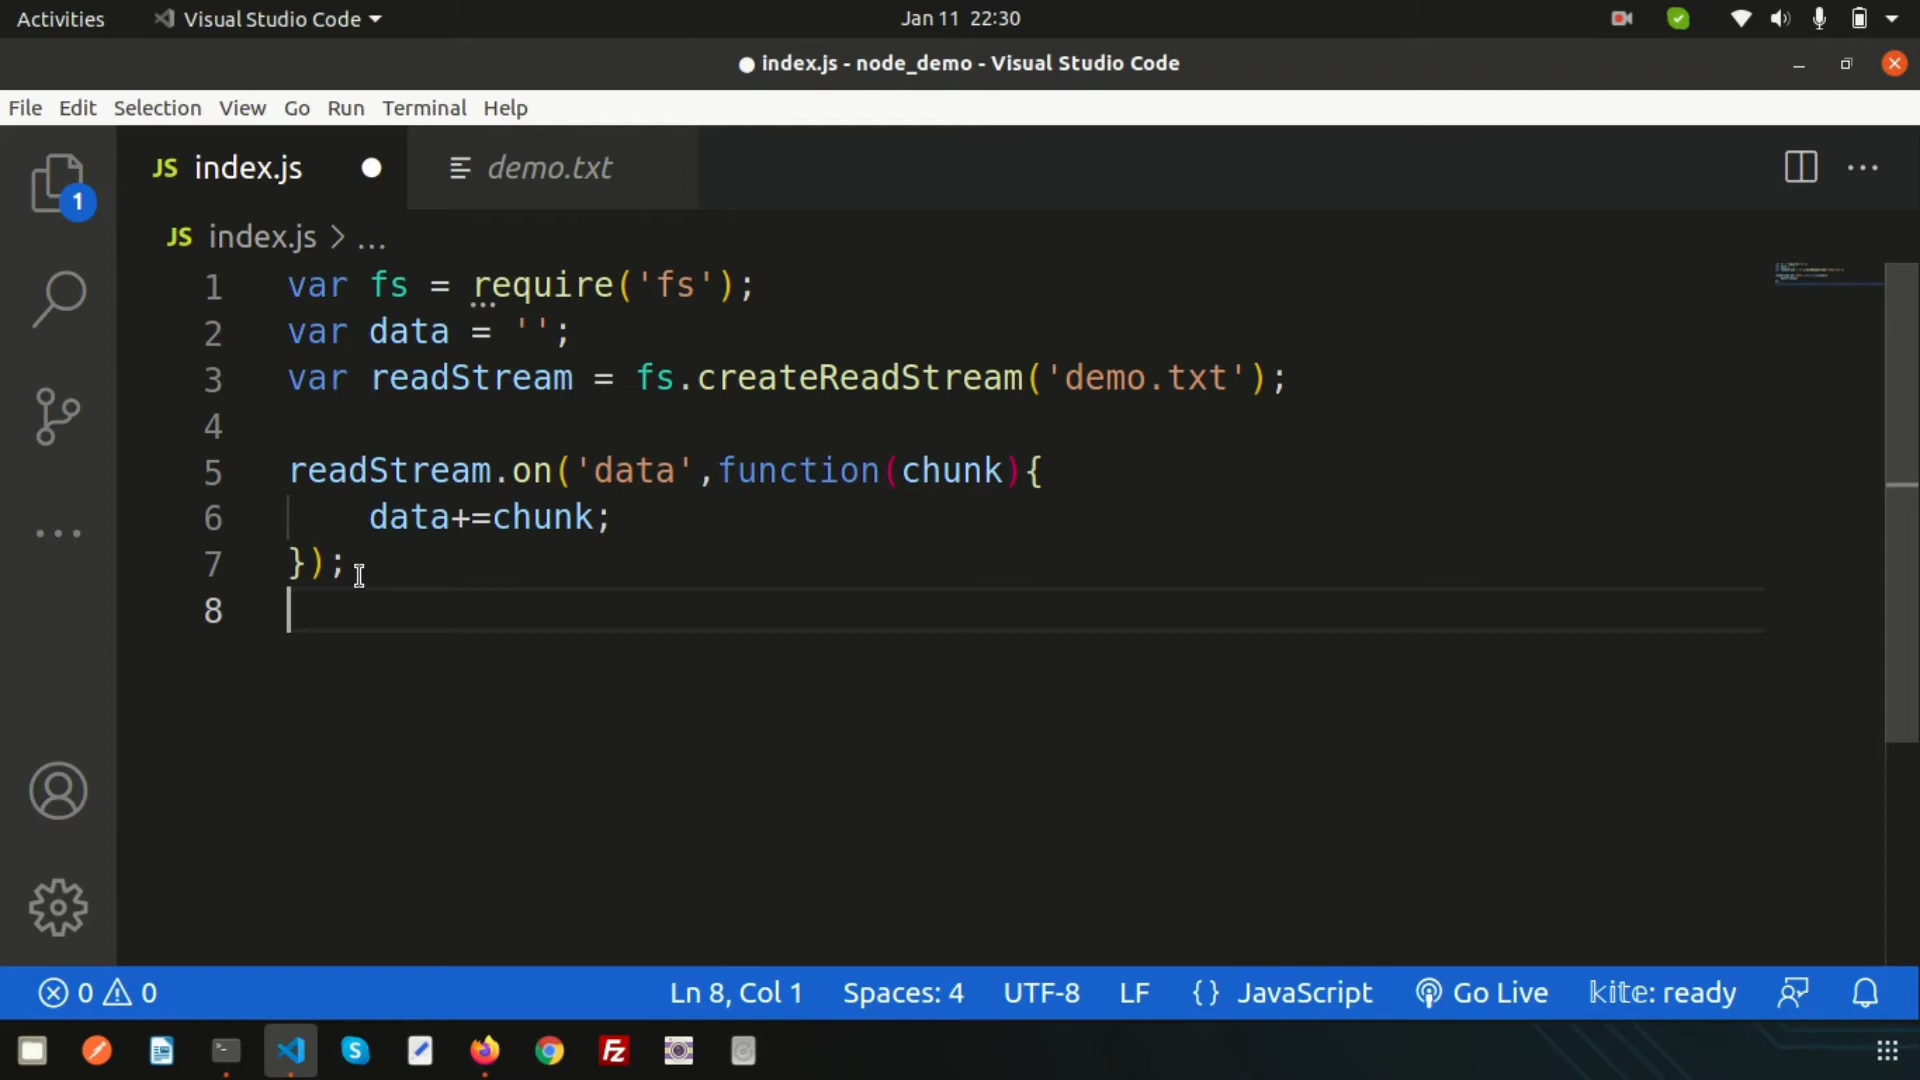 Activities Visual Studio Code Jan 11 22:30
● index.js - node_demo - Visual Studio Code
File Edit Selection View Go Run Terminal Help
JS index.js ● demo.txt
1
JS index.js > ...
1 var fs = require('fs');
2 var data = '';
3 var readStream = fs.createReadStream('demo.txt');
4
5 readStream.on('data',function(chunk){
6     data+=chunk;
7 });
8
0 0 Ln 8, Col 1 Spaces: 4 UTF-8 LF {} JavaScript Go Live kite: ready